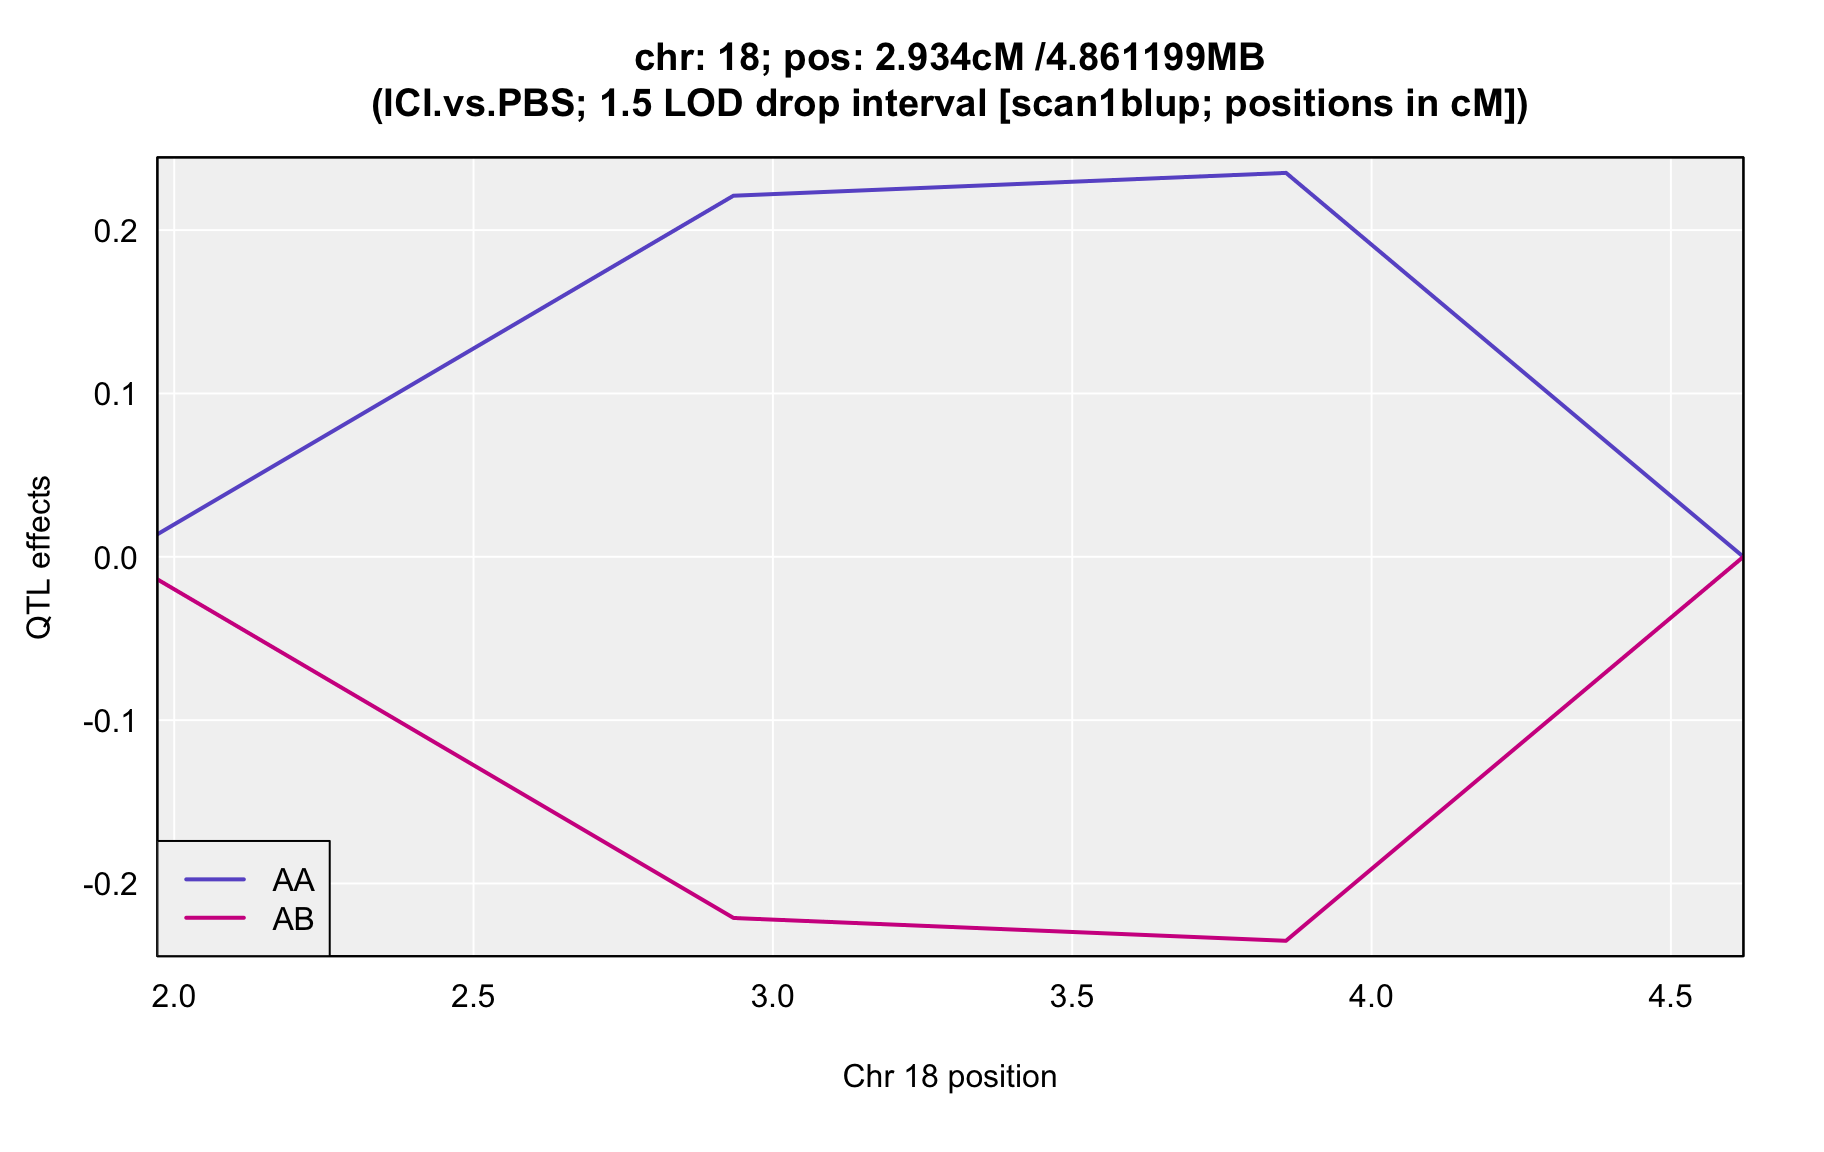 chr: 18; pos: 2.934cM /4.861199MB
(ICI.vs.PBS; 1.5 LOD drop interval [scan1blup; positions in cM])
QTL effects
0.2
0.1
0.0
-0.1
-0.2
AA
AB
2.0 2.5 3.0 3.5 4.0 4.5
Chr 18 position